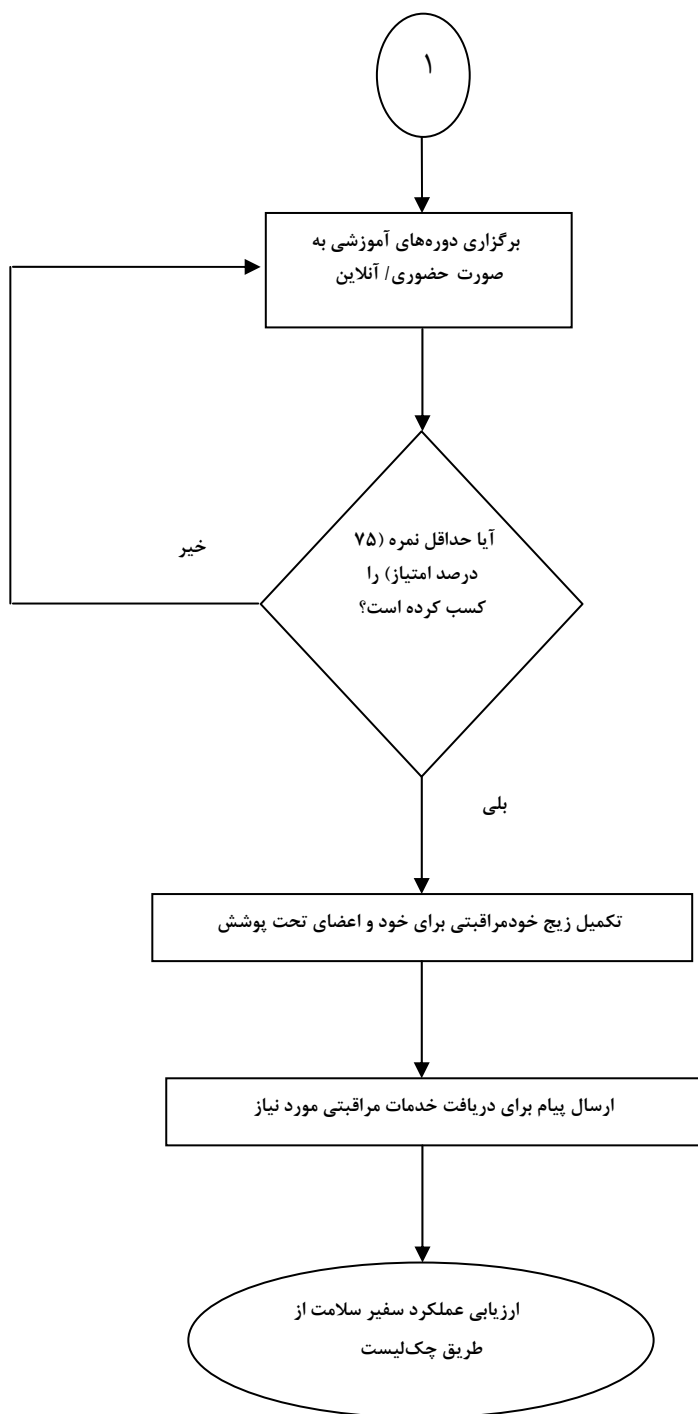 ۱
برگزاری دوره‌های آموزشی به
صورت حضوری/ آنلاین
آیا حداقل نمره (۷۵
درصد امتیاز) را
کسب کرده است؟
خیر
بلی
تکمیل زیج خودمراقبتی برای خود و اعضای تحت پوشش
ارسال پیام برای دریافت خدمات مراقبتی مورد نیاز
ارزیابی عملکرد سفیر سلامت از
طریق چک‌لیست